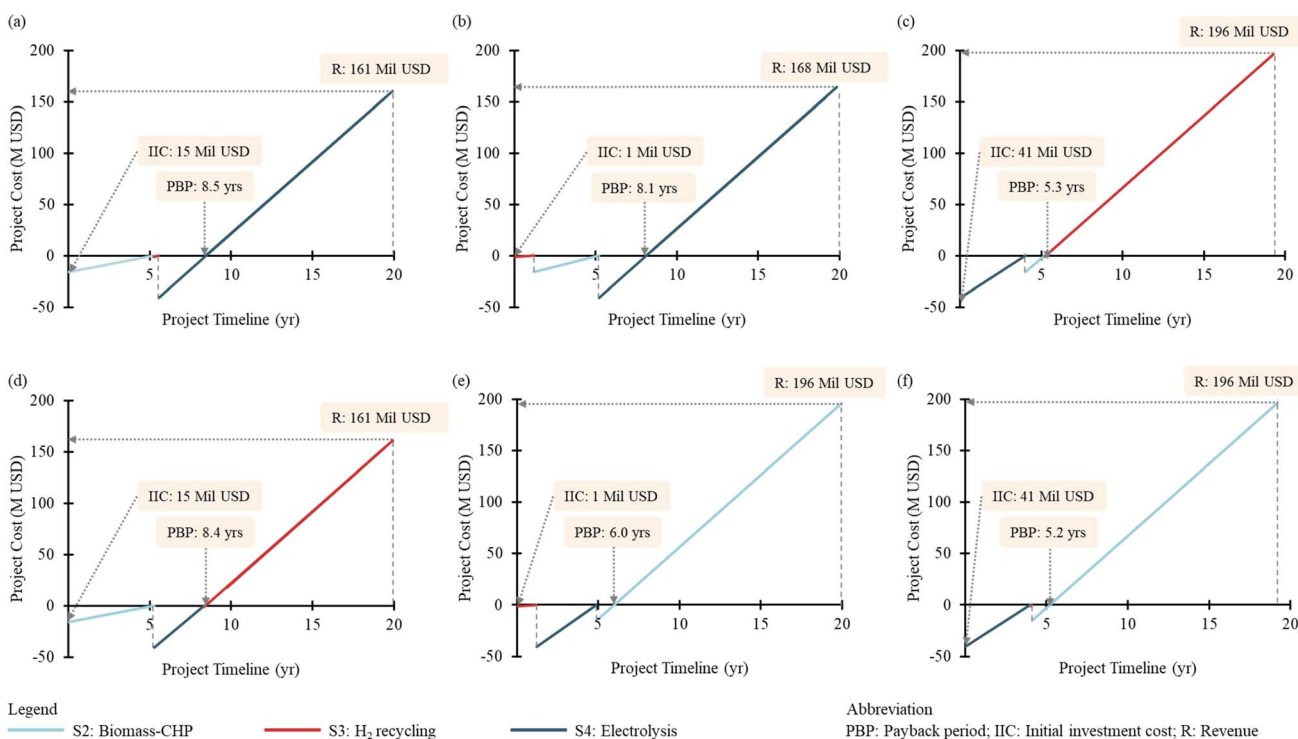 (a)
Project Cost (M USD)
200
150
100
50
0
-50
5
10
15
20
R: 161 Mil USD
IIC: 15 Mil USD
PBP: 8.5 yrs
Project Timeline (yr)
(b)
Project Cost (M USD)
200
150
100
50
0
-50
5
10
15
20
R: 168 Mil USD
IIC: 1 Mil USD
PBP: 8.1 yrs
Project Timeline (yr)
(c)
Project Cost (M USD)
200
150
100
50
0
-50
5
10
15
20
R: 196 Mil USD
IIC: 41 Mil USD
PBP: 5.3 yrs
Project Timeline (yr)
(d)
Project Cost (M USD)
200
150
100
50
0
-50
5
10
15
20
R: 161 Mil USD
IIC: 15 Mil USD
PBP: 8.4 yrs
Project Timeline (yr)
(e)
Project Cost (M USD)
200
150
100
50
0
-50
5
10
15
20
R: 196 Mil USD
IIC: 1 Mil USD
PBP: 6.0 yrs
Project Timeline (yr)
(f)
Project Cost (M USD)
200
150
100
50
0
-50
5
10
15
20
R: 196 Mil USD
IIC: 41 Mil USD
PBP: 5.2 yrs
Project Timeline (yr)
Legend
S2: Biomass-CHP
S3: H₂ recycling
S4: Electrolysis
Abbreviation
PBP: Payback period; IIC: Initial investment cost; R: Revenue